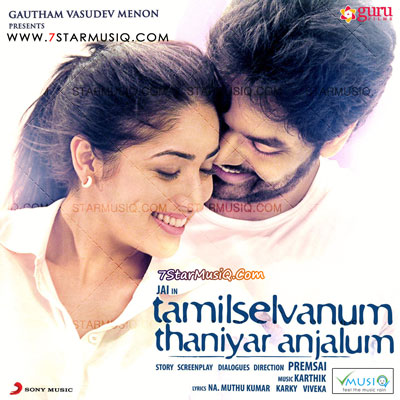 GAUTHAM VASUDEV MENON
PRESENTS
guru
FILMS
WWW.7STARMUSIQ.COM
7StarMusiQ.Com
JAI IN
tamilselvanum
thaniyar anjalum
STORY SCREENPLAY DIALOGUES DIRECTION PREMSAI
MUSIC KARTHIK
LYRICS NA. MUTHU KUMAR KARKY VIVEKA
SONY MUSIC
VMUSIQ
feel the music rain